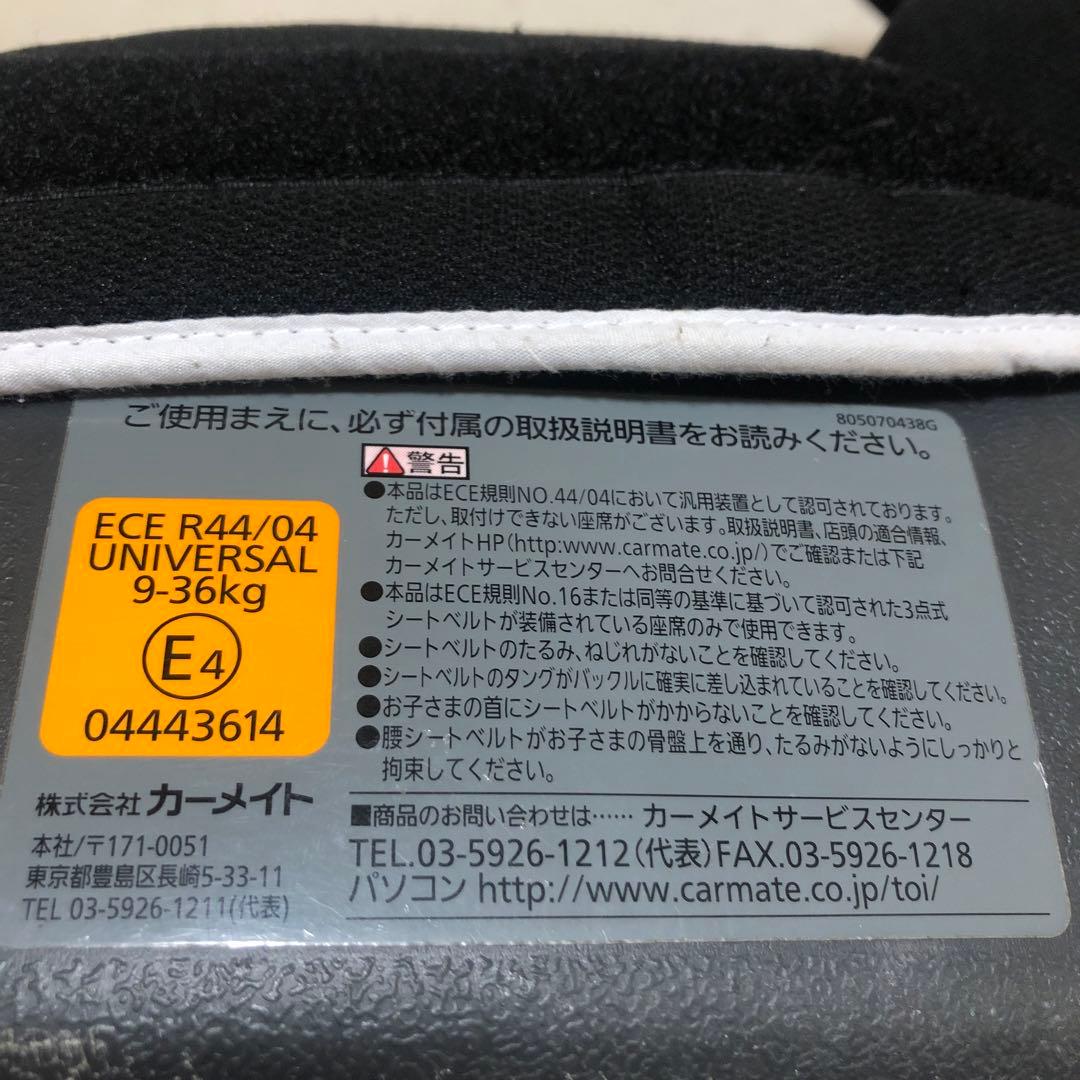 ご使用まえに、必ず付属の取扱説明書をお読みください。
805070438G
警告
●本品はECE規則NO.44/04において汎用装置として認可されております。
ただし、取付けできない座席がございます。取扱説明書、店頭の適合情報、
カーメイトHP(http:www.carmate.co.jp/)でご確認または下記
カーメイトサービスセンターへお問合せください。
●本品はECE規則No.16または同等の基準に基づいて認可された3点式
シートベルトが装備されている座席のみで使用できます。
●シートベルトのたるみ、ねじれがないことを確認してください。
●シートベルトのタングがバックルに確実に差し込まれていることを確認してください。
●お子さまの首にシートベルトがかからないことを確認してください。
●腰シートベルトがお子さまの骨盤上を通り、たるみがないようにしっかりと
拘束してください。
ECE R44/04
UNIVERSAL
9-36kg
E4
04443614
株式会社 カーメイト
本社/〒171-0051
東京都豊島区長崎5-33-11
TEL 03-5926-1211(代表)
■商品のお問い合わせは…… カーメイトサービスセンター
TEL.03-5926-1212(代表)FAX.03-5926-1218
パソコン http://www.carmate.co.jp/toi/